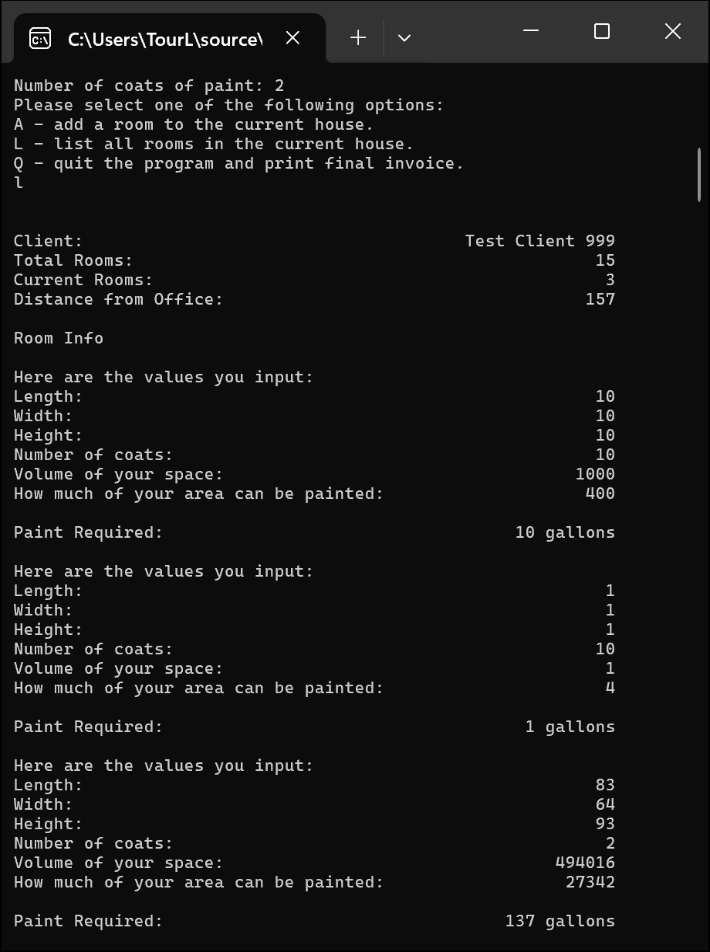 C:\Users\TourL\source\
Number of coats of paint: 2
Please select one of the following options:
A - add a room to the current house.
L - list all rooms in the current house.
Q - quit the program and print final invoice.
l
Client: Test Client 999
Total Rooms: 15
Current Rooms: 3
Distance from Office: 157
Room Info
Here are the values you input:
Length: 10
Width: 10
Height: 10
Number of coats: 10
Volume of your space: 1000
How much of your area can be painted: 400
Paint Required: 10 gallons
Here are the values you input:
Length: 1
Width: 1
Height: 1
Number of coats: 10
Volume of your space: 1
How much of your area can be painted: 4
Paint Required: 1 gallons
Here are the values you input:
Length: 83
Width: 64
Height: 93
Number of coats: 2
Volume of your space: 494016
How much of your area can be painted: 27342
Paint Required: 137 gallons